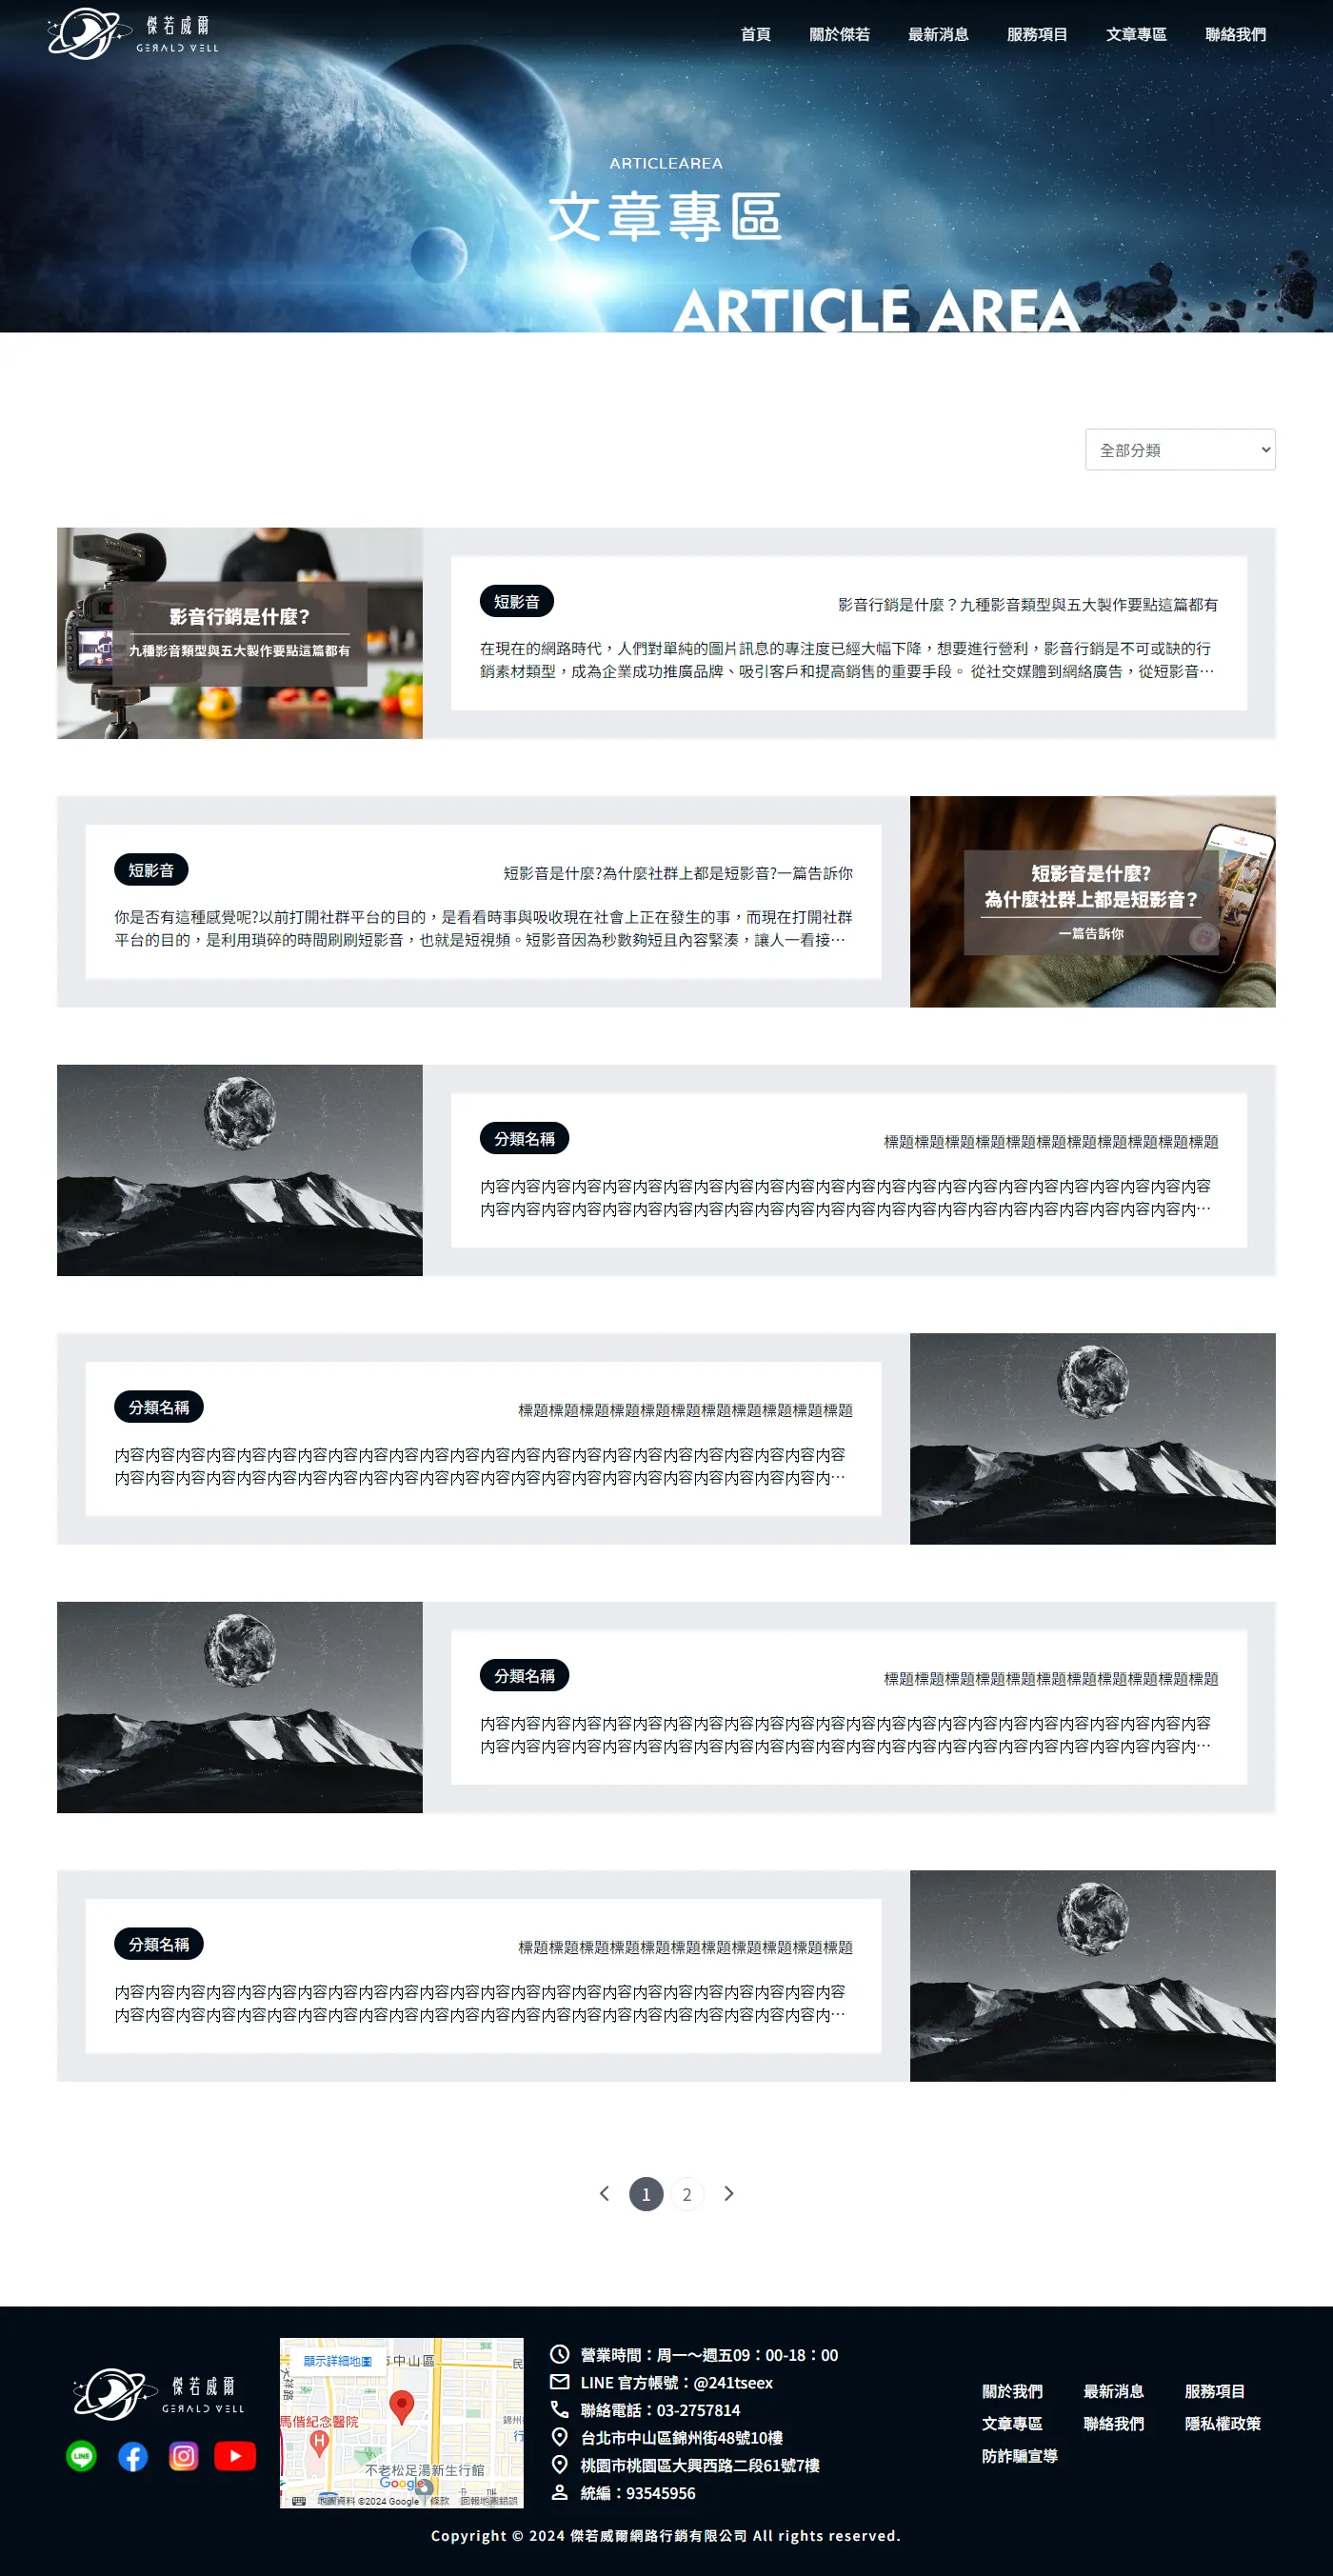 傑若威爾
GERALD WELL
首頁 關於傑若 最新消息 服務項目 文章專區 聯絡我們
ARTICLEAREA
文章專區
ARTICLE AREA
全部分類
影音行銷是什麼？
九種影音類型與五大製作要點這篇都有
短影音
影音行銷是什麼？九種影音類型與五大製作要點這篇都有
在現在的網路時代，人們對單純的圖片訊息的專注度已經大幅下降，想要進行營利，影音行銷是不可或缺的行
銷素材類型，成為企業成功推廣品牌、吸引客戶和提高銷售的重要手段。 從社交媒體到網絡廣告，從短影音…
短影音
短影音是什麼?為什麼社群上都是短影音?一篇告訴你
你是否有這種感覺呢?以前打開社群平台的目的，是看看時事與吸收現在社會上正在發生的事，而現在打開社群
平台的目的，是利用瑣碎的時間刷刷短影音，也就是短視頻。短影音因為秒數夠短且內容緊湊，讓人一看接…
短影音是什麼?
為什麼社群上都是短影音?
一篇告訴你
分類名稱
標題標題標題標題標題標題標題標題標題標題標題
內容內容內容內容內容內容內容內容內容內容內容內容內容內容內容內容內容內容內容內容內容內容內容內容
內容內容內容內容內容內容內容內容內容內容內容內容內容內容內容內容內容內容內容內容內容內容內容內…
分類名稱
標題標題標題標題標題標題標題標題標題標題標題
內容內容內容內容內容內容內容內容內容內容內容內容內容內容內容內容內容內容內容內容內容內容內容內容
內容內容內容內容內容內容內容內容內容內容內容內容內容內容內容內容內容內容內容內容內容內容內容內…
分類名稱
標題標題標題標題標題標題標題標題標題標題標題
內容內容內容內容內容內容內容內容內容內容內容內容內容內容內容內容內容內容內容內容內容內容內容內容
內容內容內容內容內容內容內容內容內容內容內容內容內容內容內容內容內容內容內容內容內容內容內容內…
分類名稱
標題標題標題標題標題標題標題標題標題標題標題
內容內容內容內容內容內容內容內容內容內容內容內容內容內容內容內容內容內容內容內容內容內容內容內容
內容內容內容內容內容內容內容內容內容內容內容內容內容內容內容內容內容內容內容內容內容內容內容內…
1 2
傑若威爾
GERALD WELL
LINE
顯示詳細地圖
中山區
馬偕紀念醫院
不老松足湯新生行館
Google
地圖資料 ©2024 Google 條款 回報地圖錯誤
營業時間：周一～週五09：00-18：00
LINE 官方帳號：@241tseex
聯絡電話：03-2757814
台北市中山區錦州街48號10樓
桃園市桃園區大興西路二段61號7樓
統編：93545956
關於我們 最新消息 服務項目
文章專區 聯絡我們 隱私權政策
防詐騙宣導
Copyright © 2024 傑若威爾網路行銷有限公司 All rights reserved.